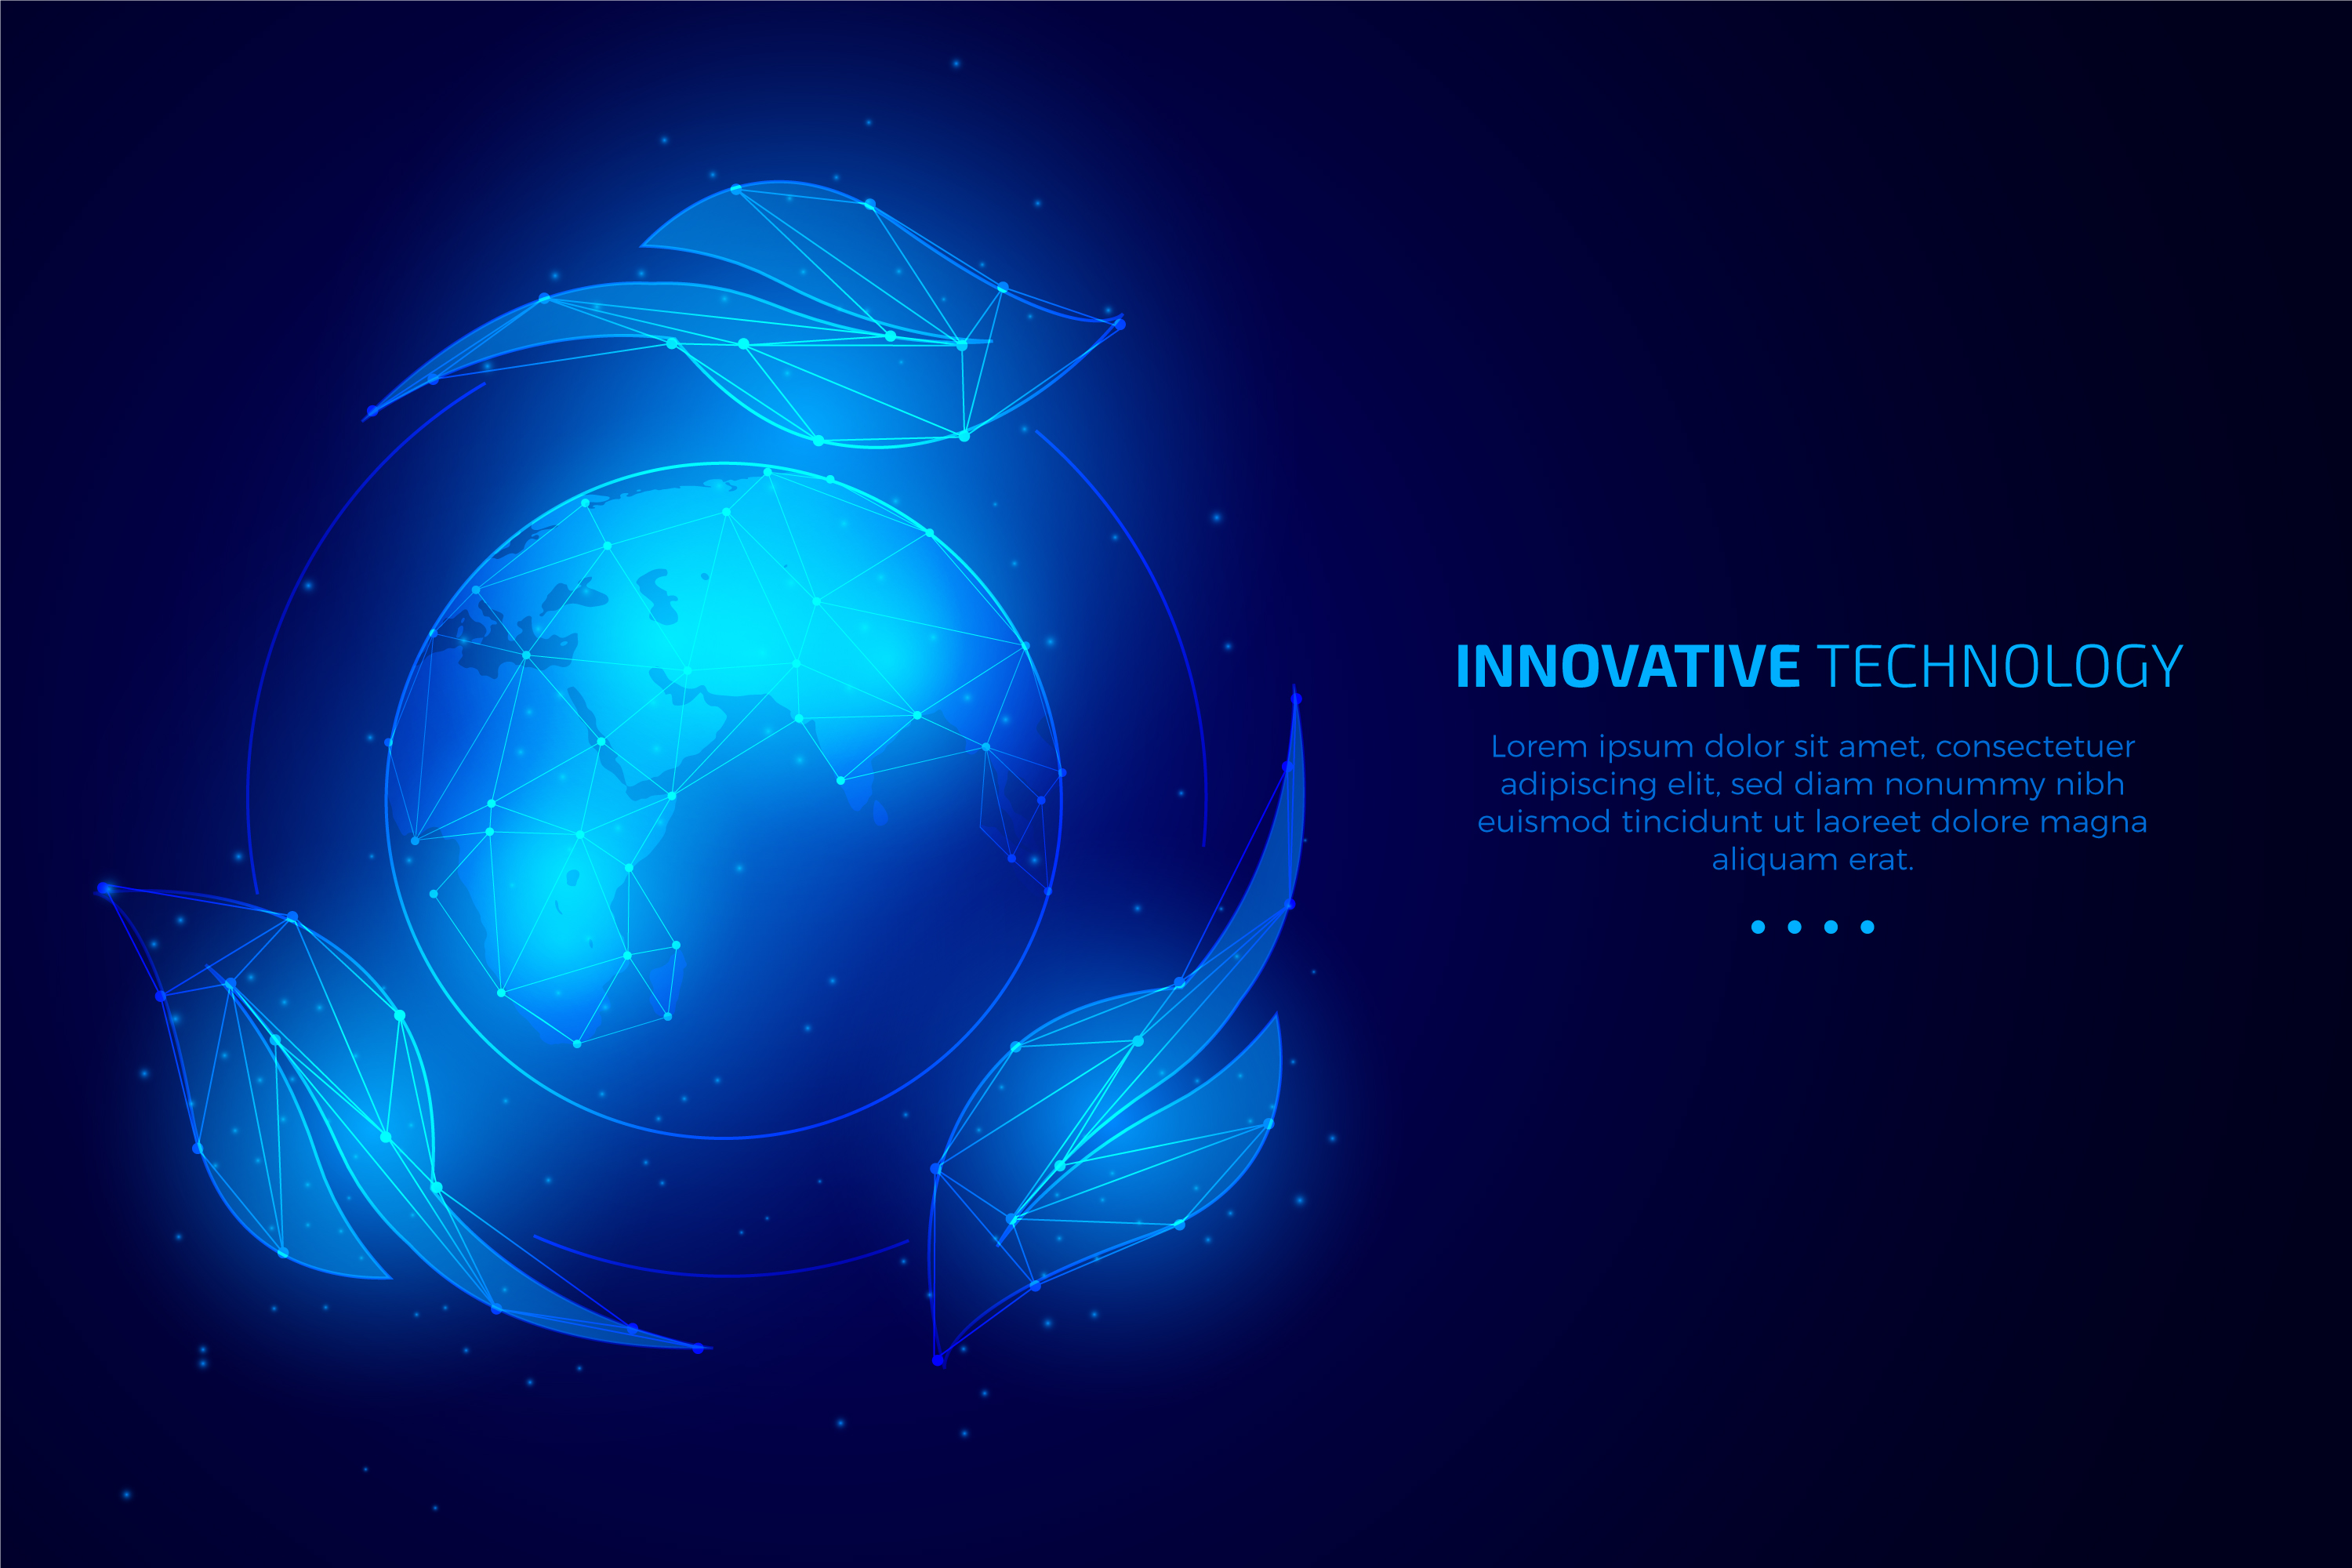 INNOVATIVE TECHNOLOGY
Lorem ipsum dolor sit amet, consectetuer
adipiscing elit, sed diam nonummy nibh
euismod tincidunt ut laoreet dolore magna
aliquam erat.